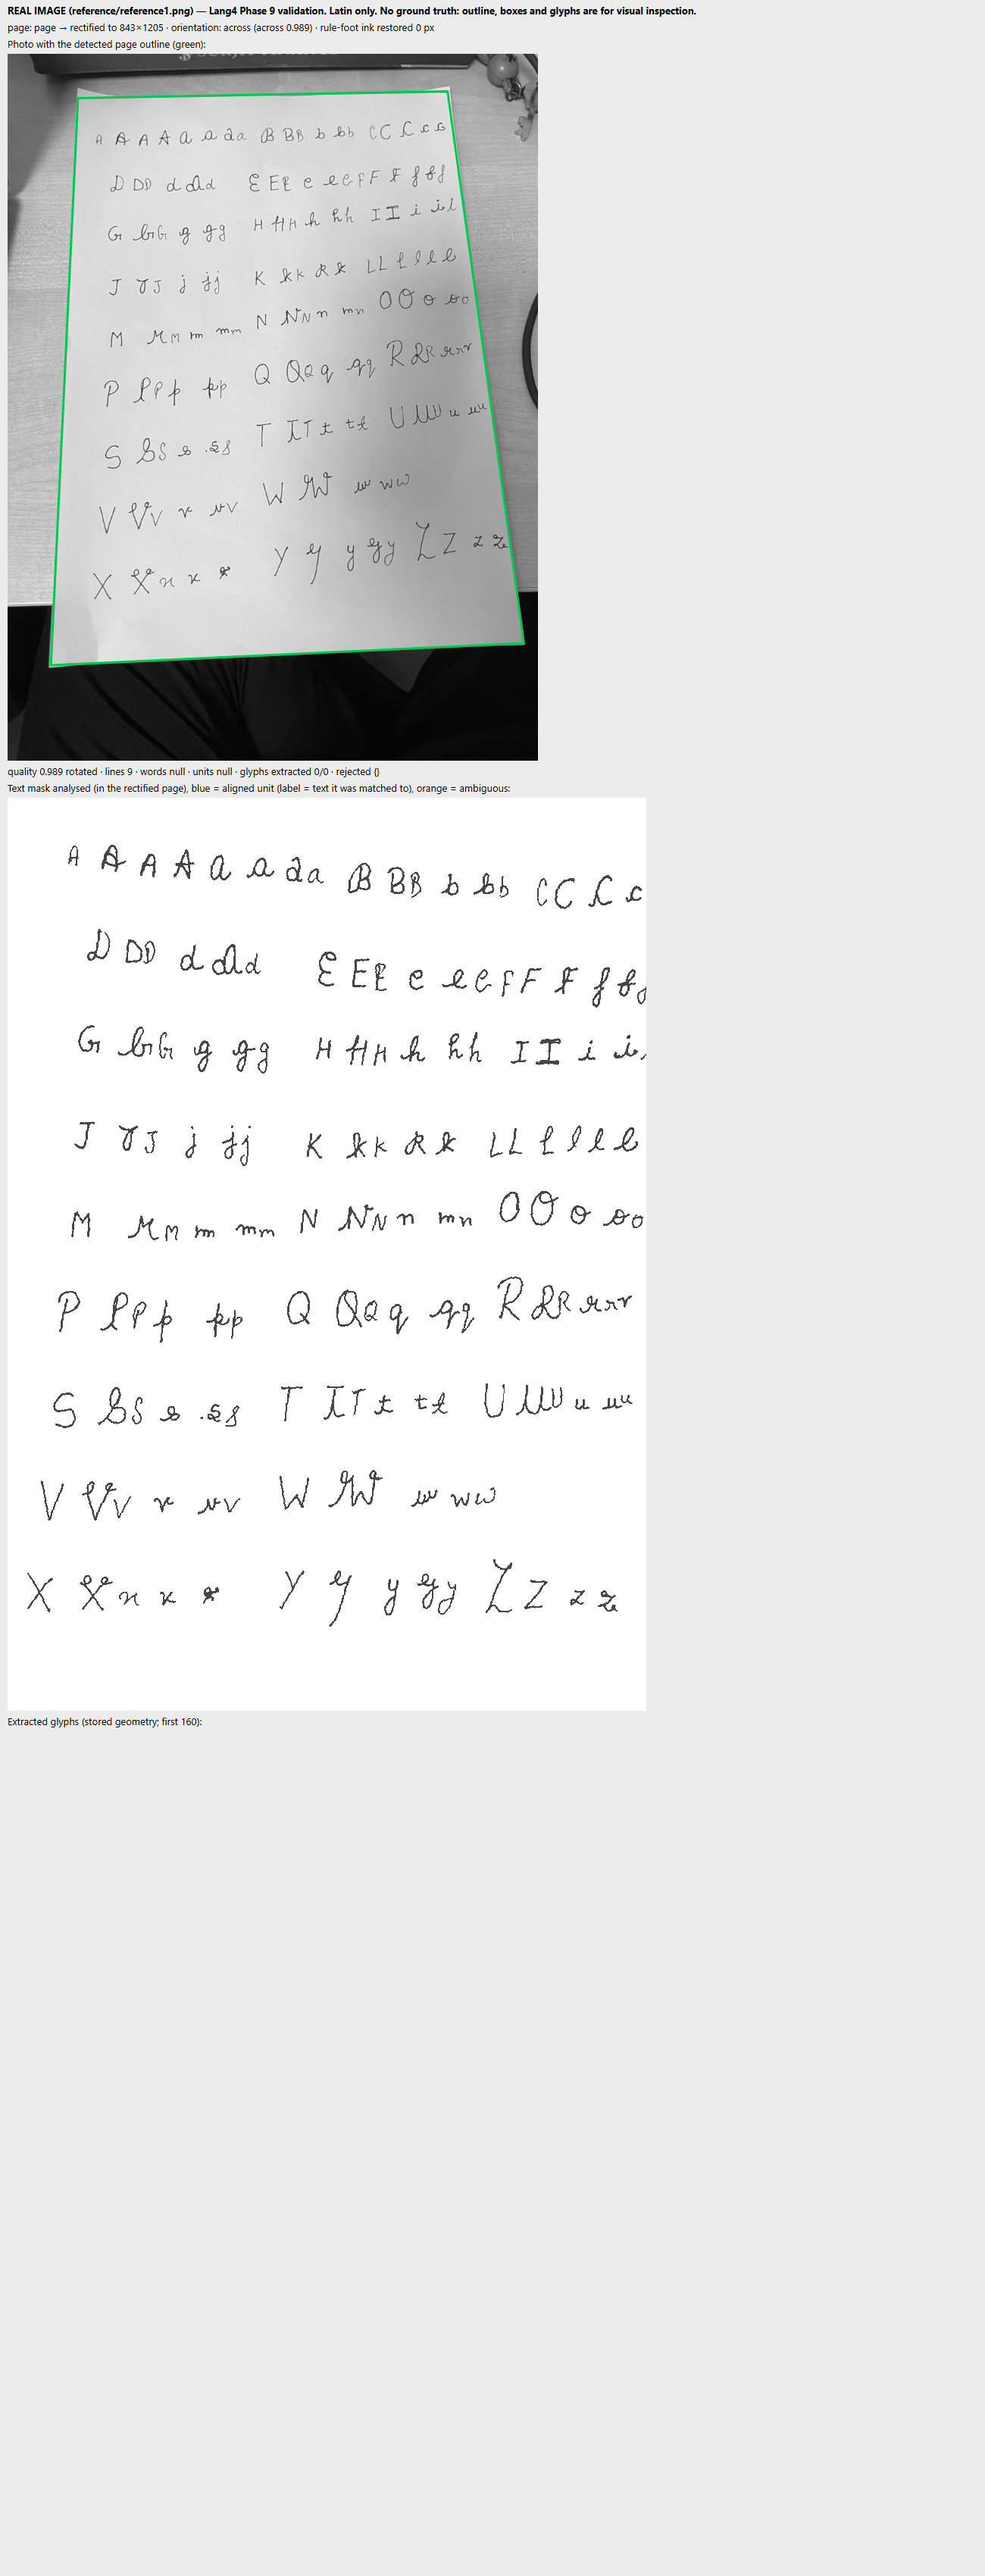 REAL IMAGE (reference/reference1.png) — Lang4 Phase 9 validation. Latin only. No ground truth: outline, boxes and glyphs are for visual inspection.
page: page → rectified to 843×1205 · orientation: across (across 0.989) · rule-foot ink restored 0 px
Photo with the detected page outline (green):
A A A A a a a a B B B b b b C C C c c
D D D d d d d E E E e e e F F F f f f
G G G g g g H H H h h h I I i i i
J J J j j j K k k k k L L l l l l
M M M m m m N N N n m n O O o o o
P P P p p p Q Q Q q q q R R R r r r
S S S s s s T T T t t t U U U u u u
V V V v v v W W w w w
X X x x x Y y y y y Z Z z z
quality 0.989 rotated · lines 9 · words null · units null · glyphs extracted 0/0 · rejected {}
Text mask analysed (in the rectified page), blue = aligned unit (label = text it was matched to), orange = ambiguous:
A A A A a a a a B B B b b b C C C c
D D D d d d d E E E e e e F F F f f
G G G g g g H H H h h h I I i i
J J J j j j K k k k k L L l l l l
M M M m m m N N N n m n O O o o o
P P P p p p Q Q Q q q q R R R r r r
S S S s s s T T T t t t U U U u u u
V V V v v v W W w w w
X X x x x Y y y y y Z Z z z
Extracted glyphs (stored geometry; first 160):